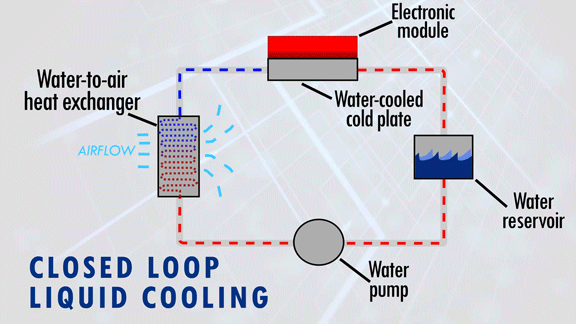 Electronic
module
Water-to-air
heat exchanger
Water-cooled
cold plate
AIRFLOW
Water
reservoir
Water
pump
CLOSED LOOP
LIQUID COOLING